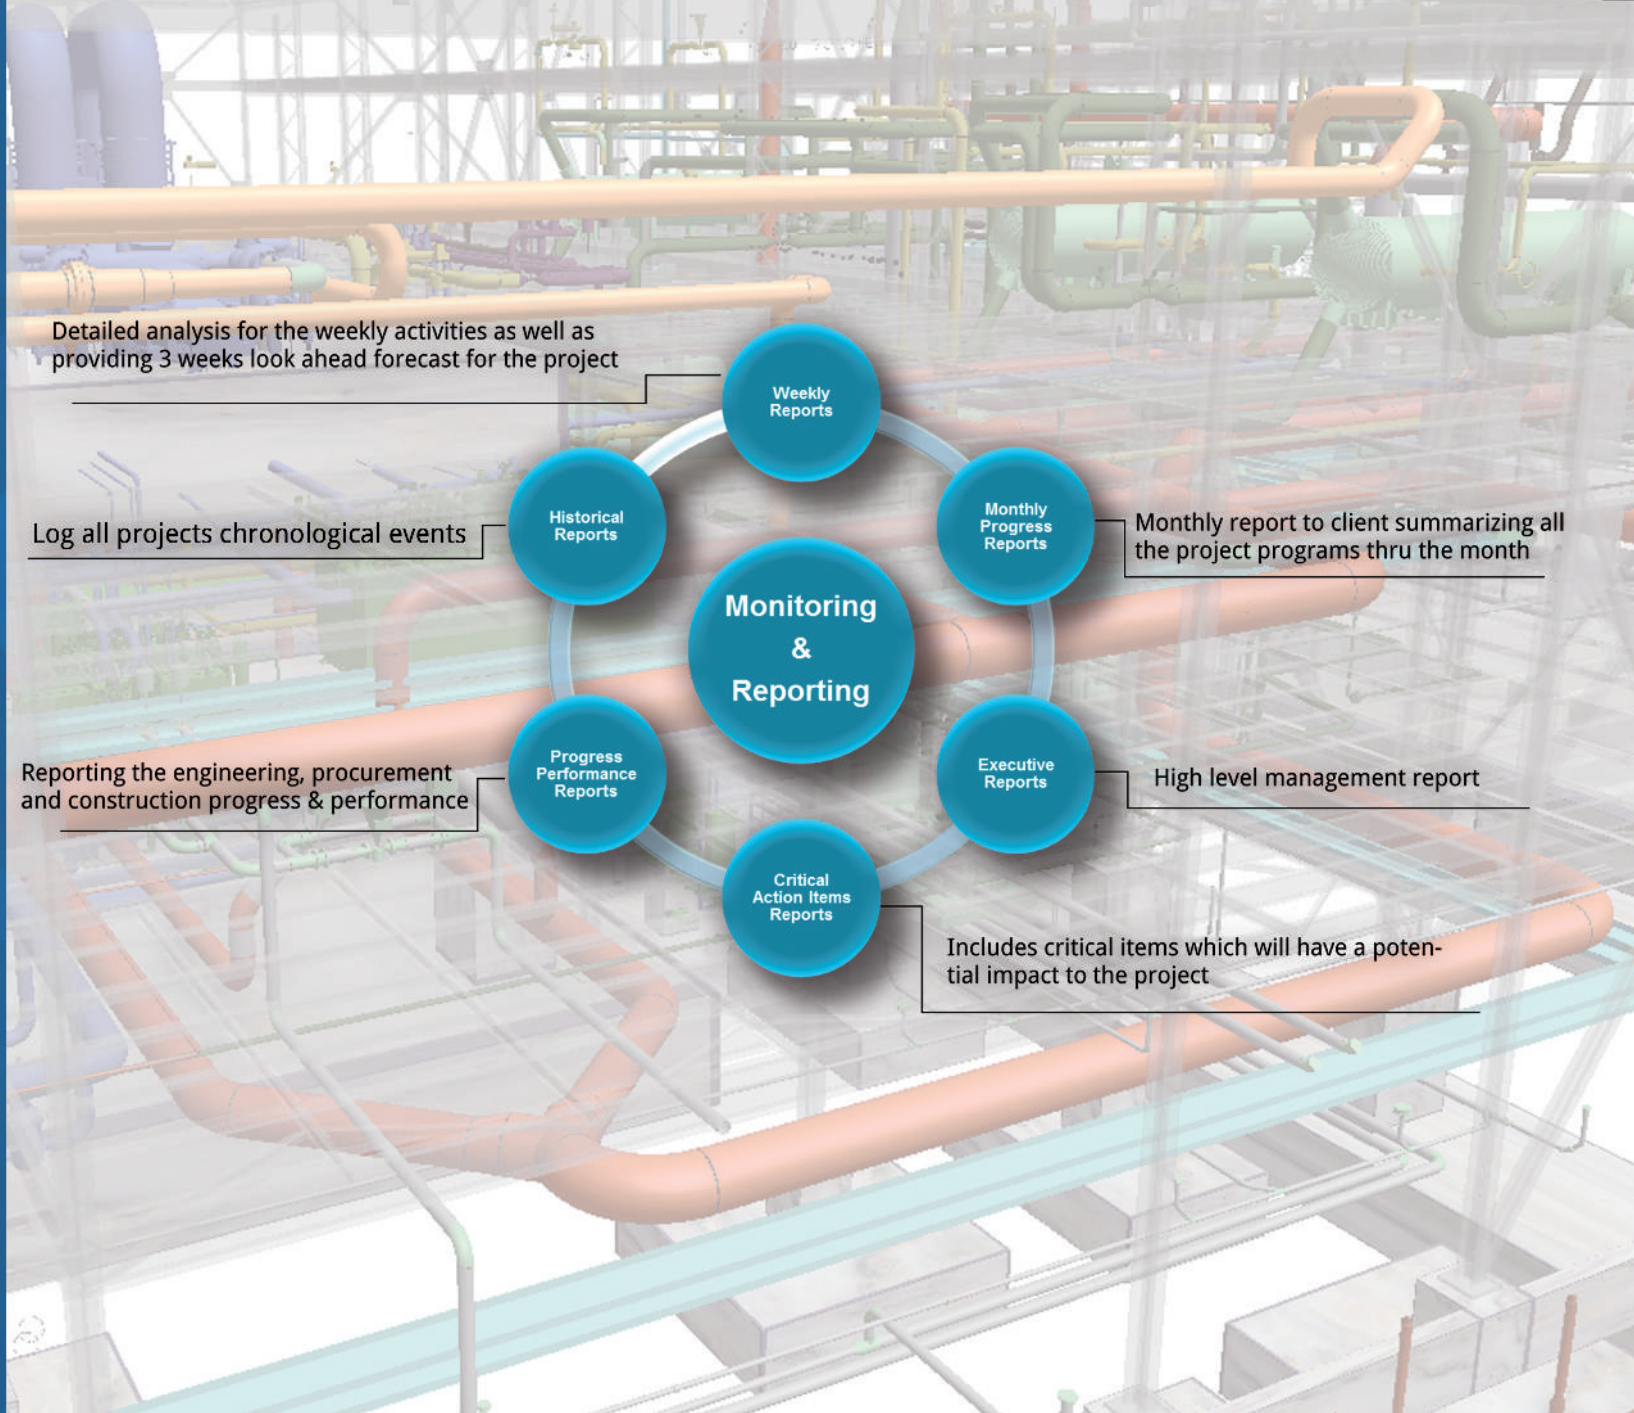 Detailed analysis for the weekly activities as well as
providing 3 weeks look ahead forecast for the project
Weekly
Reports
Historical
Reports
Log all projects chronological events
Monthly
Progress
Reports
Monthly report to client summarizing all
the project programs thru the month
Monitoring
&
Reporting
Progress
Performance
Reports
Reporting the engineering, procurement
and construction progress & performance
Executive
Reports
High level management report
Critical
Action Items
Reports
Includes critical items which will have a poten-
tial impact to the project